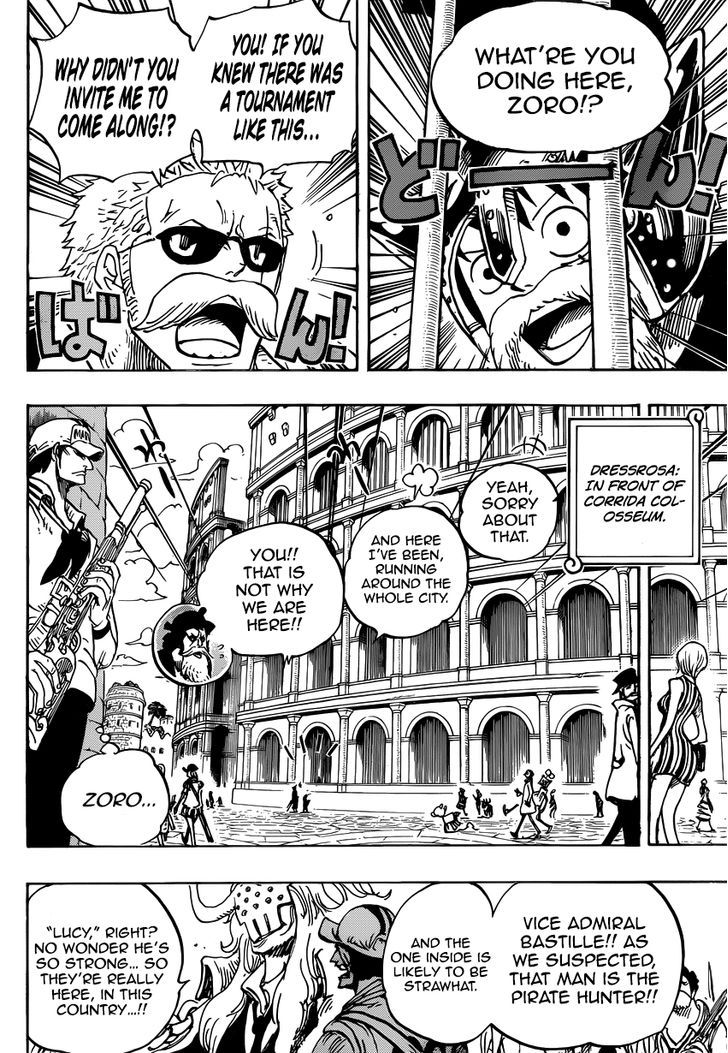 WHAT'RE YOU
DOING HERE,
ZORO!?
どーん!
YOU! IF YOU
KNEW THERE WAS
A TOURNAMENT
LIKE THIS...
WHY DIDN'T YOU
INVITE ME TO
COME ALONG!?
ばん!
DRESSROSA:
IN FRONT OF
CORRIDA COL-
OSSEUM.
YEAH,
SORRY
ABOUT
THAT.
AND HERE
I'VE BEEN,
RUNNING
AROUND THE
WHOLE CITY.
YOU!!
THAT IS
NOT WHY
WE ARE
HERE!!
ZORO...
VICE ADMIRAL
BASTILLE!! AS
WE SUSPECTED,
THAT MAN IS THE
PIRATE HUNTER!!
AND THE
ONE INSIDE IS
LIKELY TO BE
STRAWHAT.
"LUCY," RIGHT?
NO WONDER HE'S
SO STRONG... SO
THEY'RE REALLY
HERE, IN THIS
COUNTRY...!!